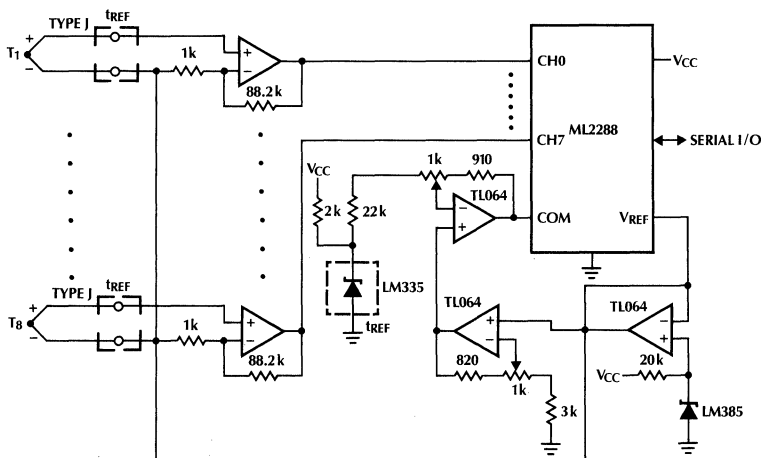 TYPE J
tREF
T1
+
−
1k
+
−
88.2k
CH0
VCC
ML2288
CH7
SERIAL I/O
VCC
2k
22k
1k
910
TL064
−
+
COM
VREF
LM335
tREF
TYPE J
tREF
T8
+
−
1k
+
−
88.2k
TL064
+
−
820
1k
3k
TL064
−
+
20k
VCC
LM385